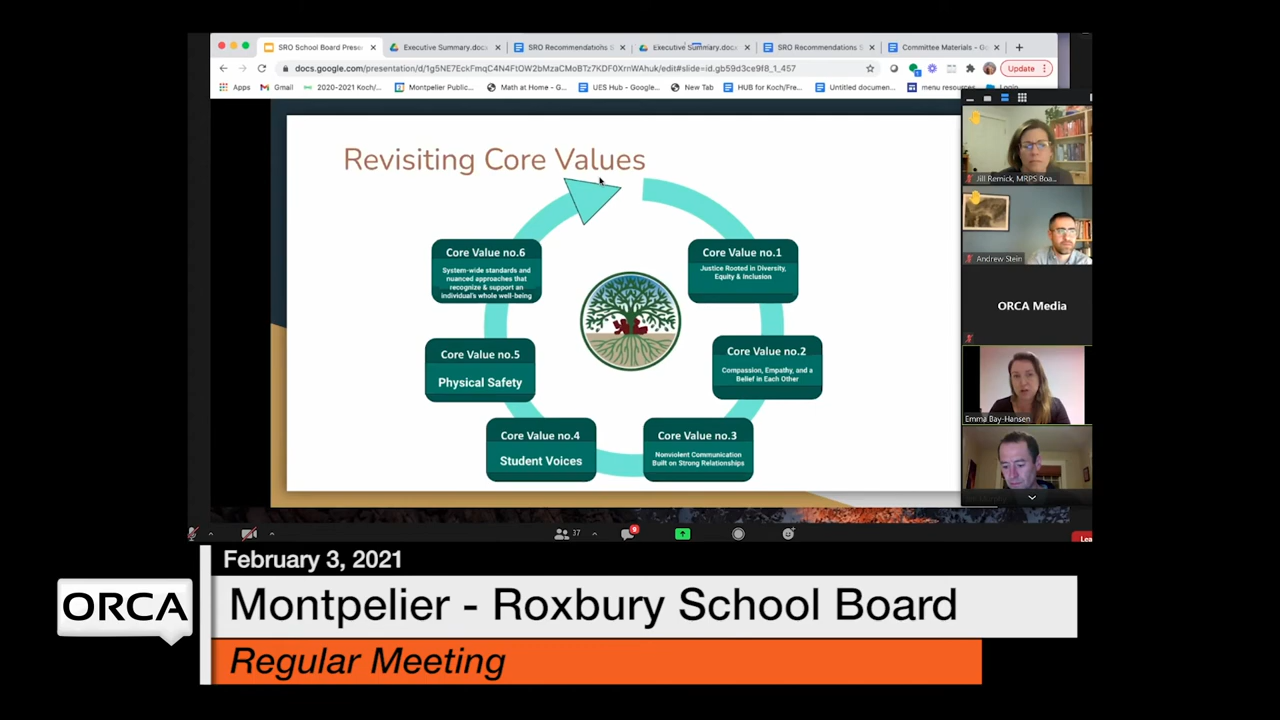 SRO School Board Prese
Executive Summary.docx
SRO Recommendations S
Executive Summary.docx
SRO Recommendations S
Committee Materials - Go
docs.google.com/presentation/d/1g5NE7EckFmqC4N4FtOW2bMzaCMoBTz7KDF0XrnWAhuk/edit#slide=id.gb59d3ce9f8_1_457
Update
Apps
Gmail
2020-2021 Koch/...
Montpelier Public...
Math at Home - G...
UES Hub - Google...
New Tab
HUB for Koch/Fre...
Untitled documen...
menu resources
Login
Revisiting Core Values
Core Value no.1
Justice Rooted in Diversity,
Equity & Inclusion
Core Value no.2
Compassion, Empathy, and a
Belief in Each Other
Core Value no.3
Nonviolent Communication
Built on Strong Relationships
Core Value no.4
Student Voices
Core Value no.5
Physical Safety
Core Value no.6
System-wide standards and
nuanced approaches that
recognize & support an
individual's whole well-being
Jill Remick, MRPS Boa...
Andrew Stein
ORCA Media
Emma Bay-Hansen
37
9
Lea
February 3, 2021
ORCA
Montpelier - Roxbury School Board
Regular Meeting